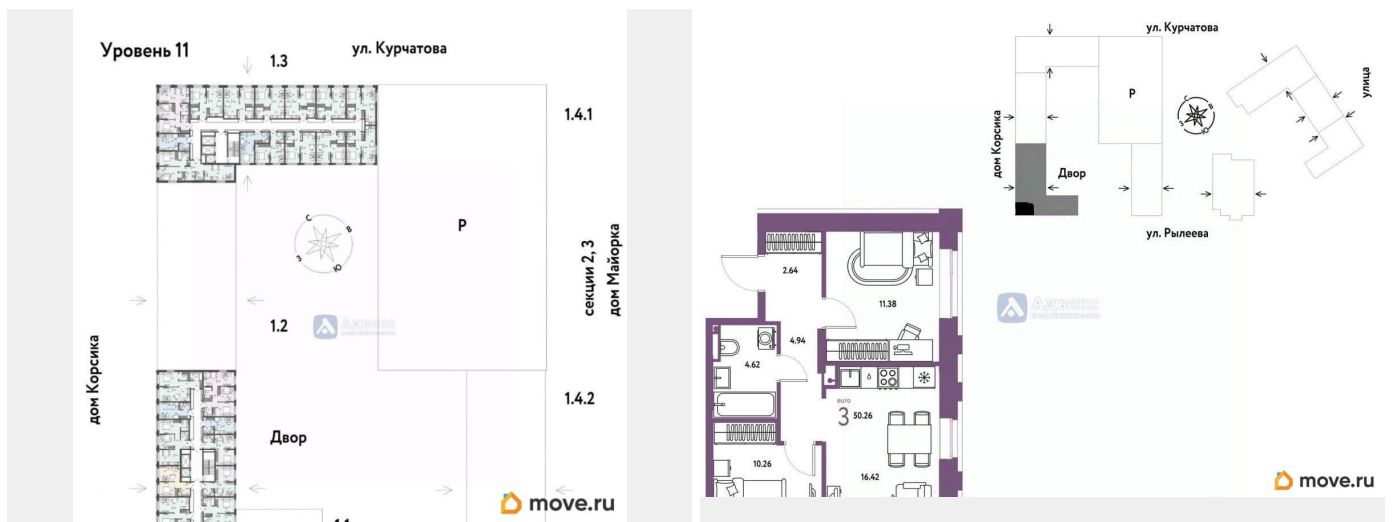 Уровень 11
ул. Курчатова
1.3
1.4.1
P
С
В
З
Ю
секции 2, 3
дом Майорка
1.2
Адвекс
дом Корсика
1.4.2
Двор
move.ru
ул. Курчатова
P
С
В
З
Ю
улица
дом Корсика
Двор
ул. Рылеева
2.64
11.38
4.94
4.62
euro
3 50.26
10.26
16.42
Адвекс
move.ru